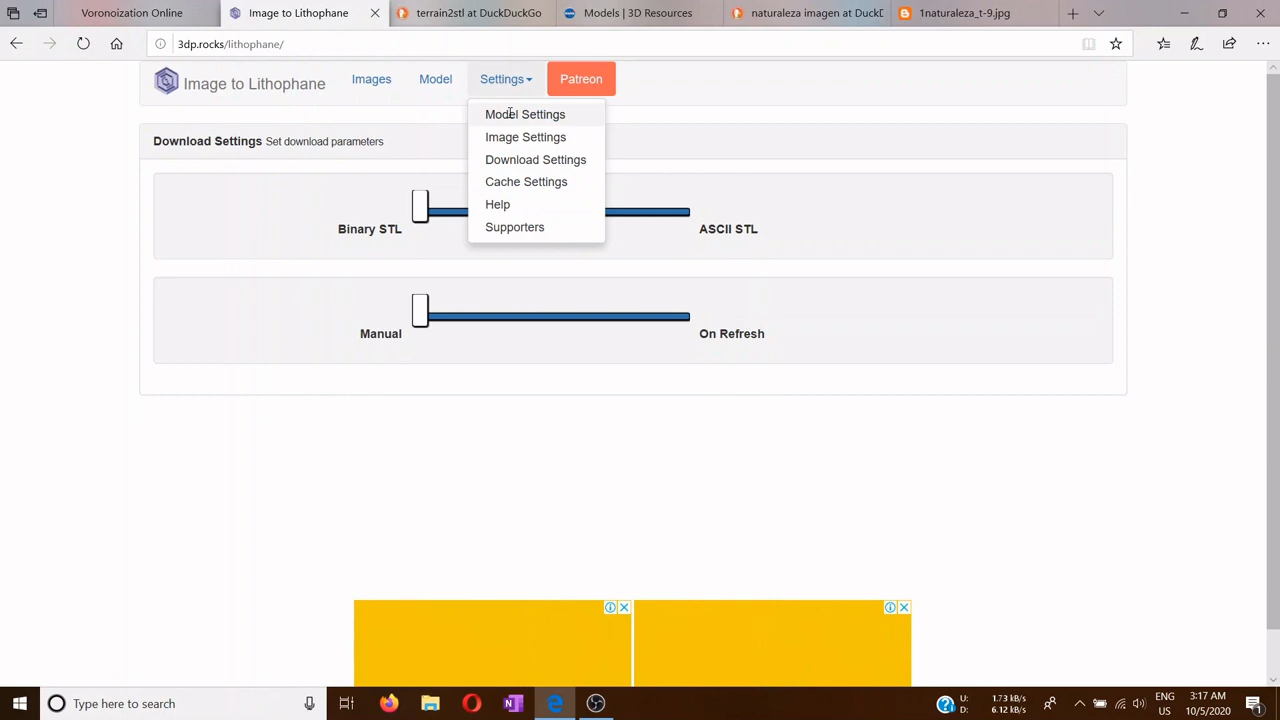 Voronoization Online
Image to Lithophane
terrain2stl at DuckDuckGo
Models | 3D Resources
naturaleza imagen at DuckD
1naturaleza_t-9.jpg
3dp.rocks/lithophane/
Image to Lithophane
Images
Model
Settings
Patreon
Model Settings
Image Settings
Download Settings
Cache Settings
Help
Supporters
Download Settings Set download parameters
Binary STL
ASCII STL
Manual
On Refresh
Type here to search
U: 1.73 kB/s
D: 6.12 kB/s
ENG
US
3:17 AM
10/5/2020